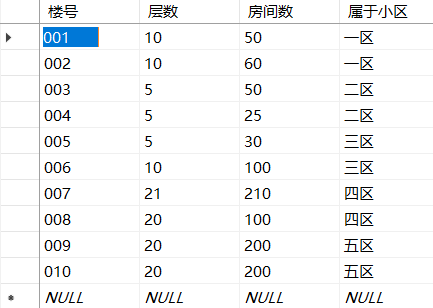 楼号 层数 房间数 属于小区
001 10 50 一区
002 10 60 一区
003 5 50 二区
004 5 25 二区
005 5 30 三区
006 10 100 三区
007 21 210 四区
008 20 100 四区
009 20 200 五区
010 20 200 五区
NULL NULL NULL NULL